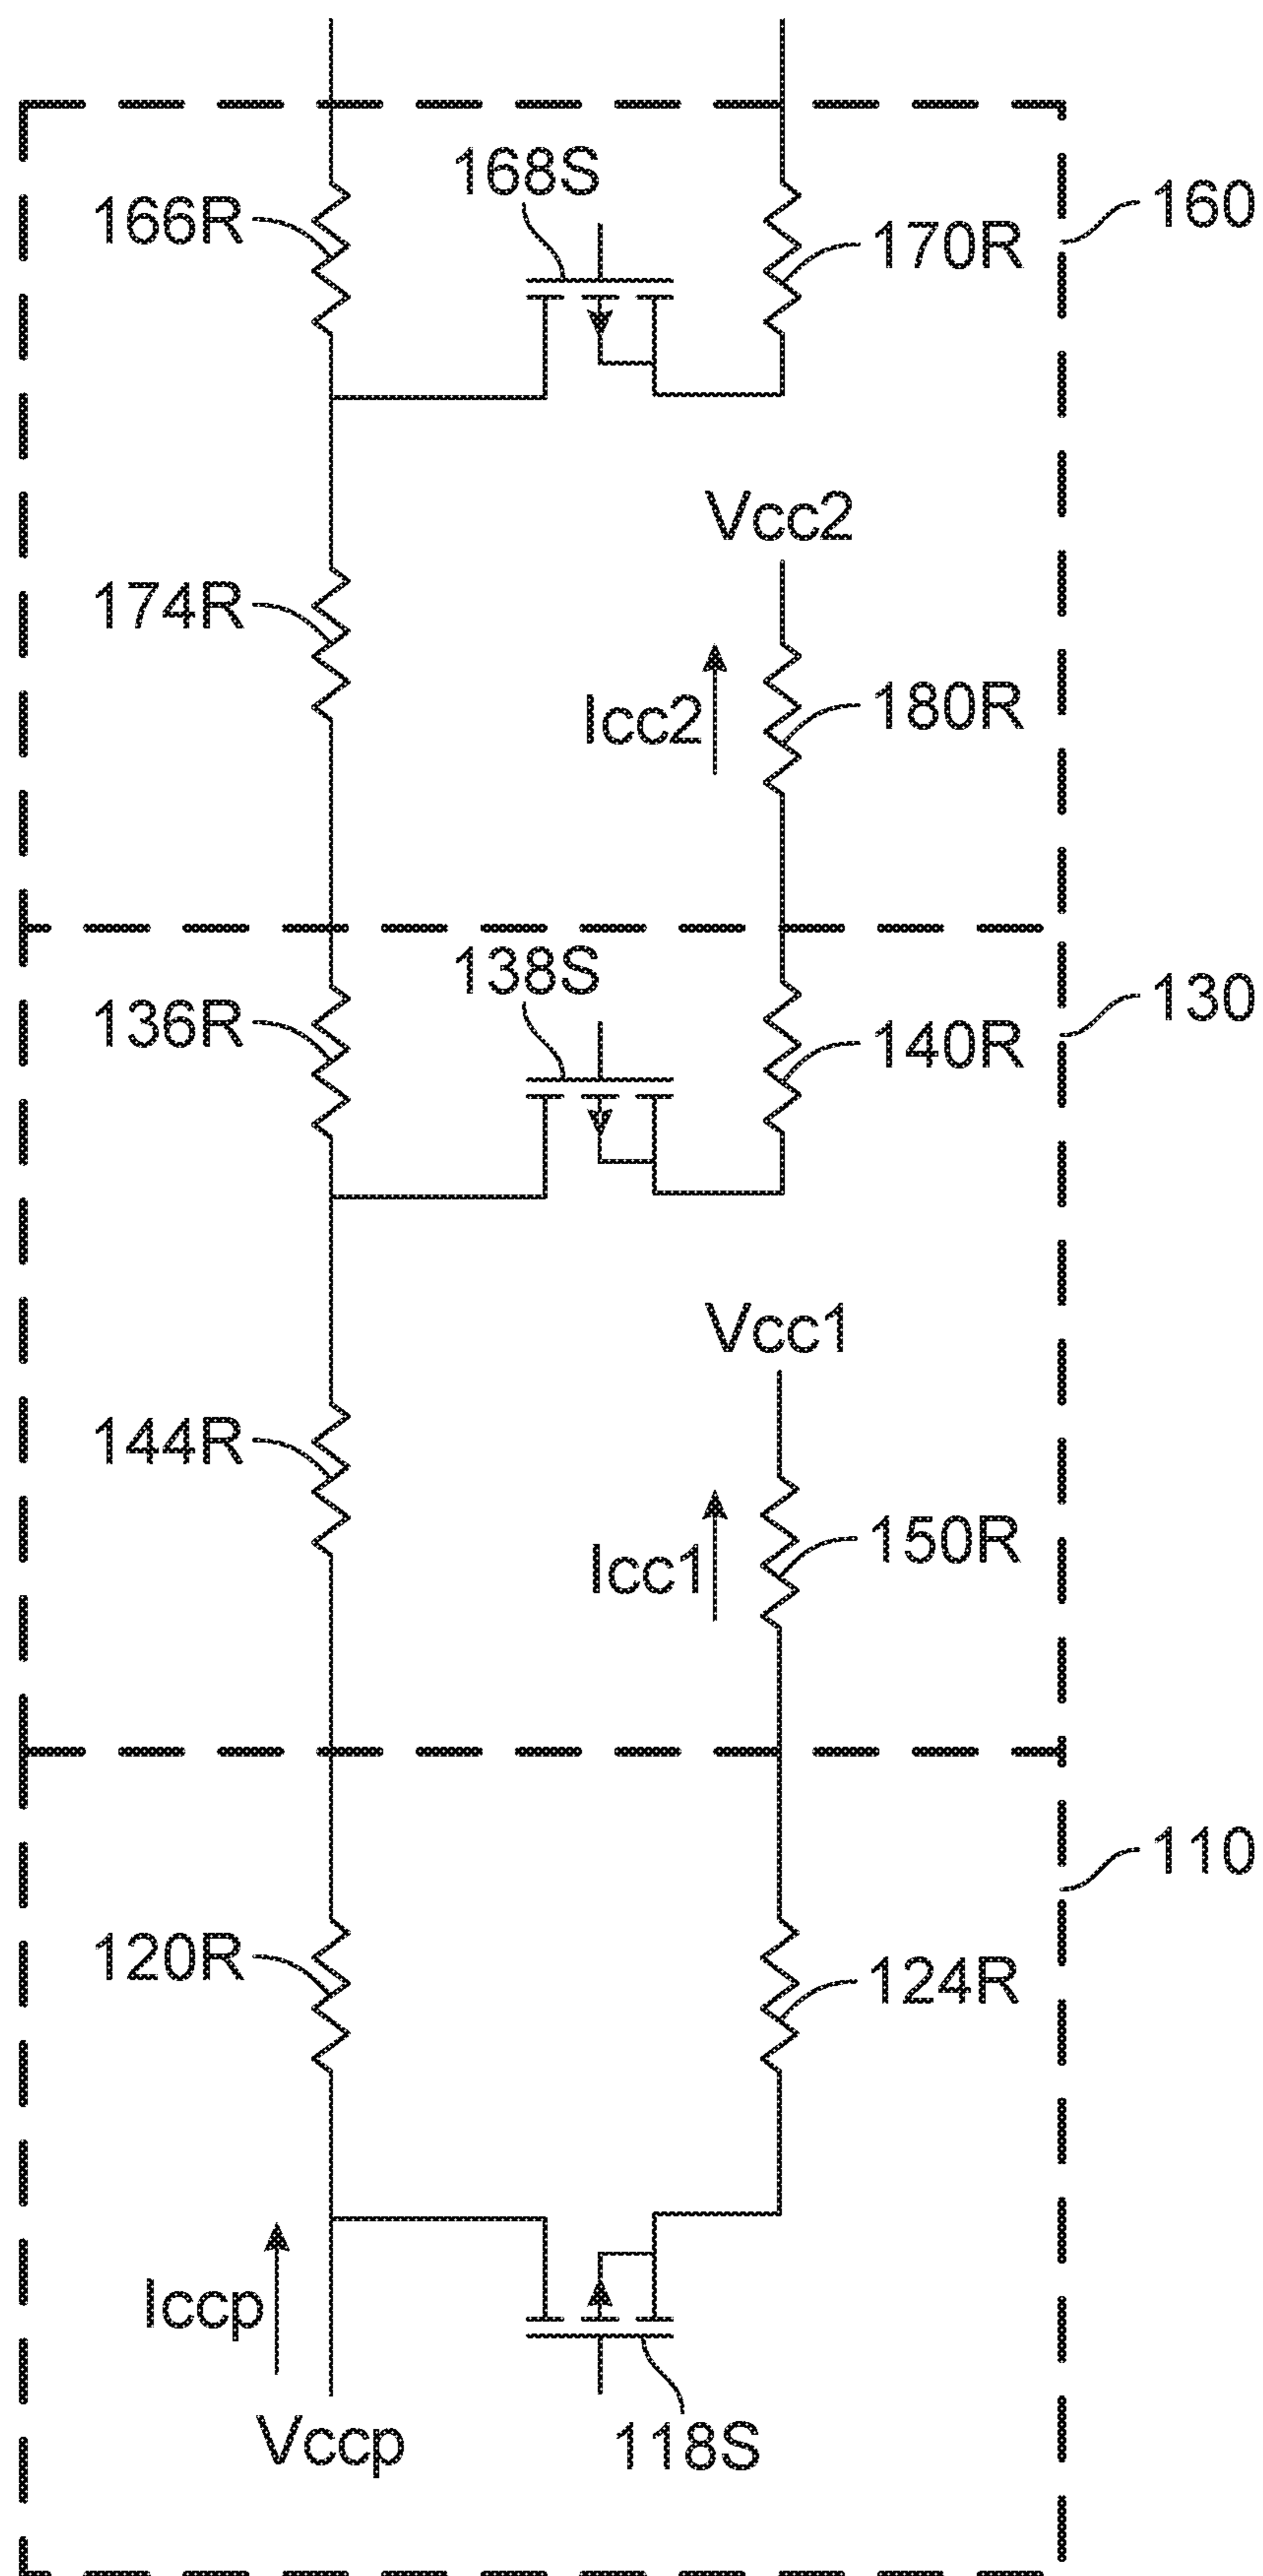 168S
166R
160
170R
Vcc2
174R
180R
Icc2
138S
136R
130
140R
Vcc1
144R
150R
Icc1
110
120R
124R
Iccp
Vccp
118S